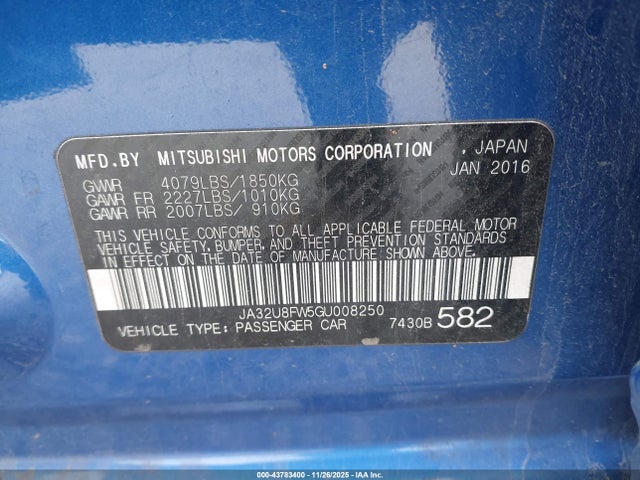 MFD.BY MITSUBISHI MOTORS CORPORATION , JAPAN
JAN 2016
GVWR 4079LBS/1850KG
GAWR FR 2227LBS/1010KG
GAWR RR 2007LBS/ 910KG
THIS VEHICLE CONFORMS TO ALL APPLICABLE FEDERAL MOTOR
VEHICLE SAFETY, BUMPER, AND THEFT PREVENTION STANDARDS
IN EFFECT ON THE DATE OF MANUFACTURE SHOWN ABOVE.
JA32U8FW5GU008250
VEHICLE TYPE: PASSENGER CAR 7430B 582
000-43783400 - 11/26/2025 - IAAI.COM